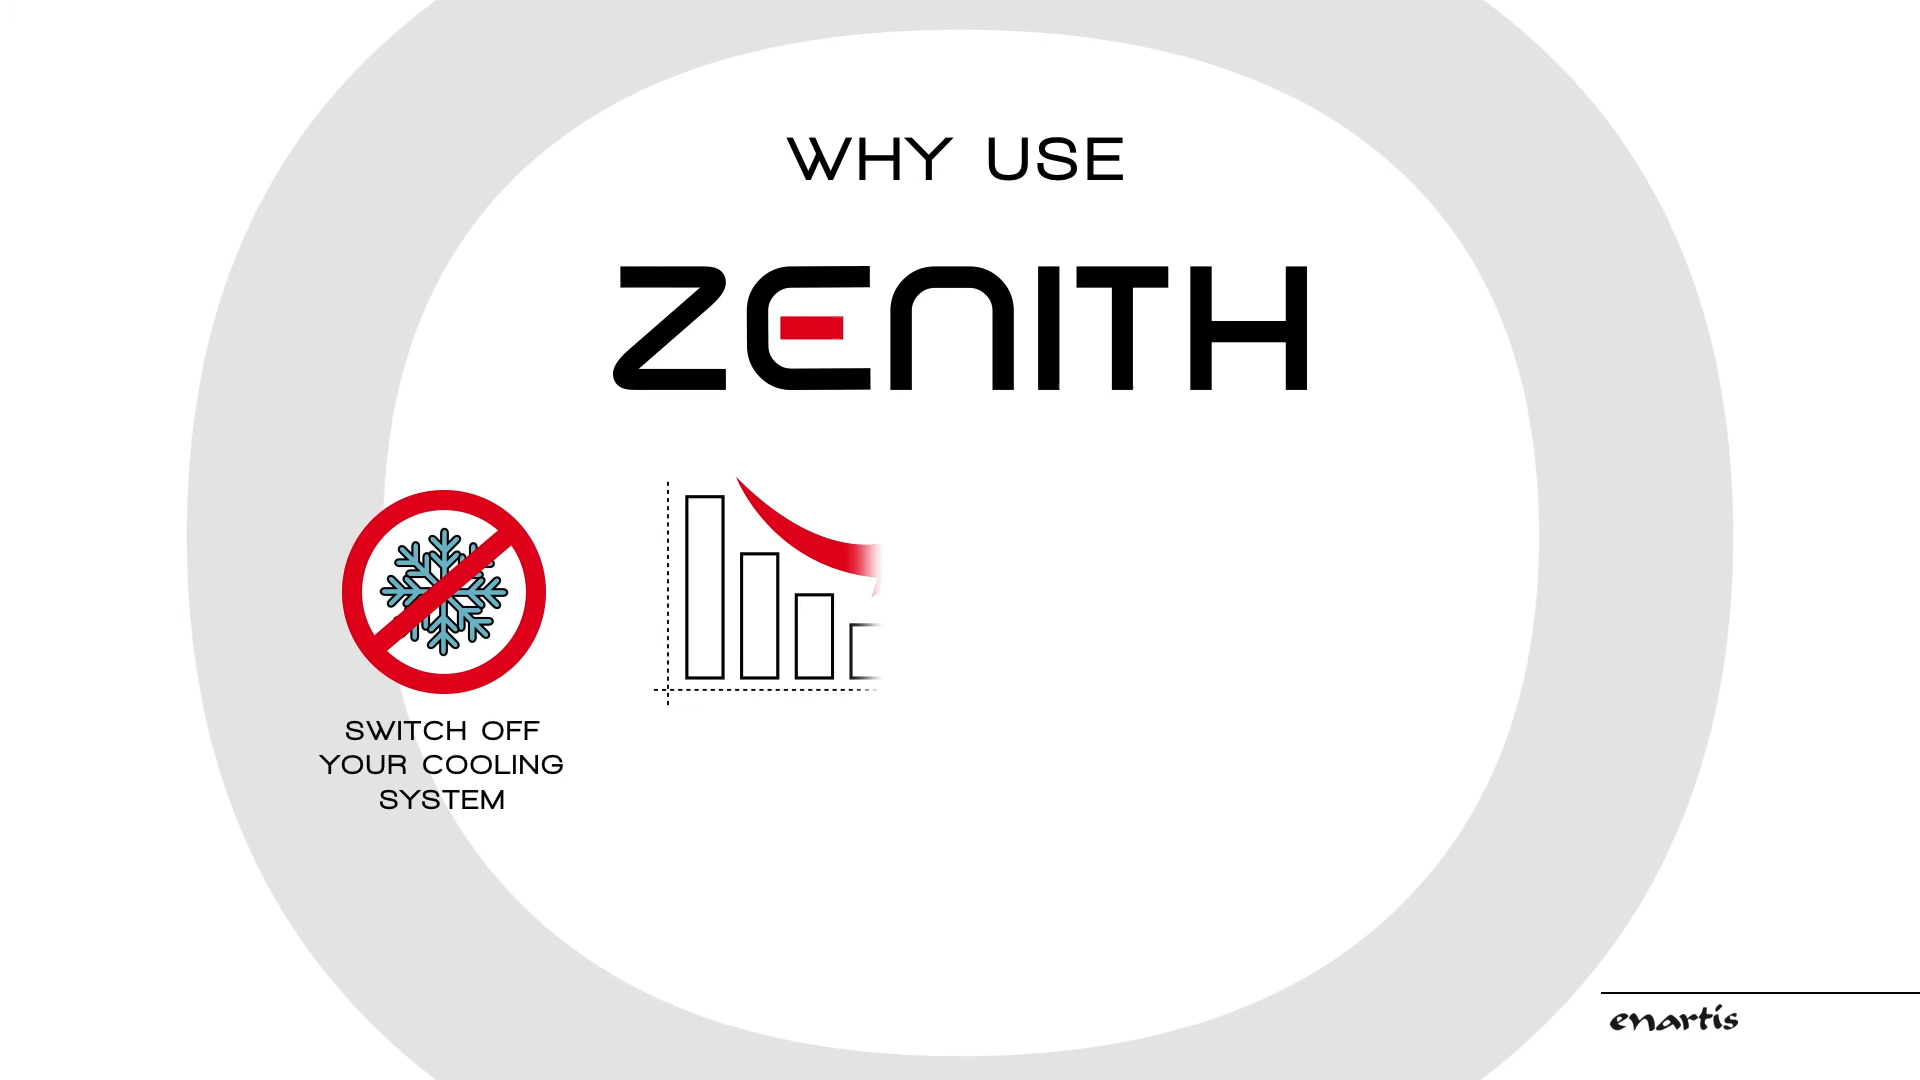 WHY USE
ZENITH
SWITCH OFF
YOUR COOLING
SYSTEM
enartis